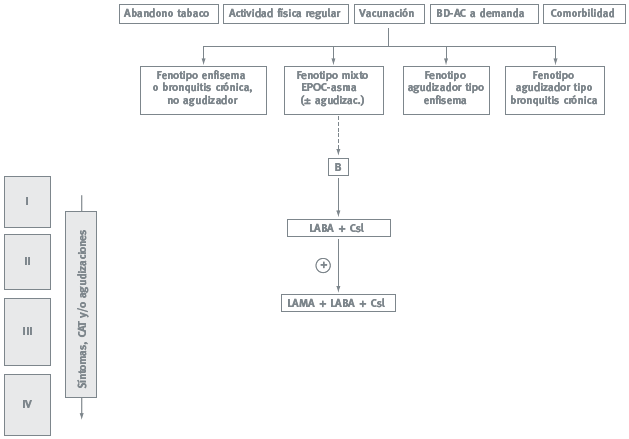 Abandono tabaco
Actividad física regular
Vacunación
BD-AC a demanda
Comorbilidad
Fenotipo enfisema
o bronquitis crónica,
no agudizador
Fenotipo mixto
EPOC-asma
(± agudizac.)
Fenotipo
agudizador tipo
enfisema
Fenotipo
agudizador tipo
bronquitis crónica
B
I
LABA + CsI
II
+
LAMA + LABA + CsI
III
IV
Síntomas, CAT y/o agudizaciones